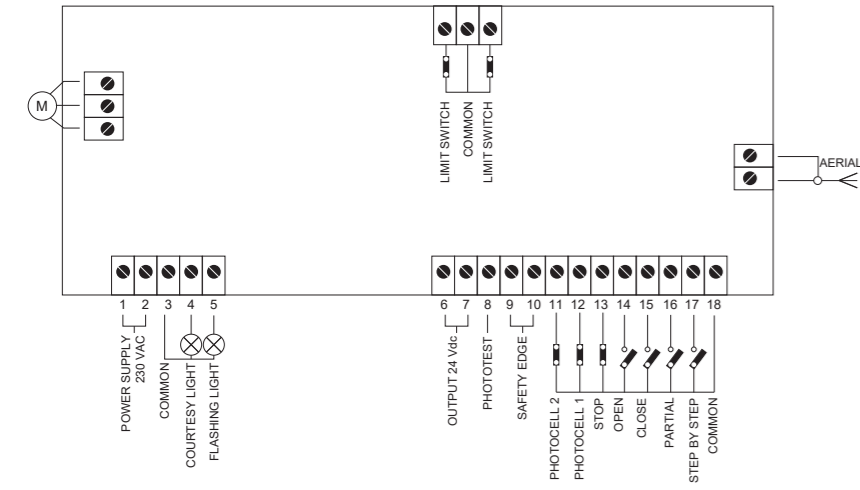 LIMIT SWITCH
COMMON
LIMIT SWITCH
M
AERIAL
1 2 3 4 5
6 7 8 9 10 11 12 13 14 15 16 17 18
POWER SUPPLY
230 VAC
COMMON
COURTESY LIGHT
FLASHING LIGHT
OUTPUT 24 Vdc
PHOTOTEST
SAFETY EDGE
PHOTOCELL 2
PHOTOCELL 1
STOP
OPEN
CLOSE
PARTIAL
STEP BY STEP
COMMON